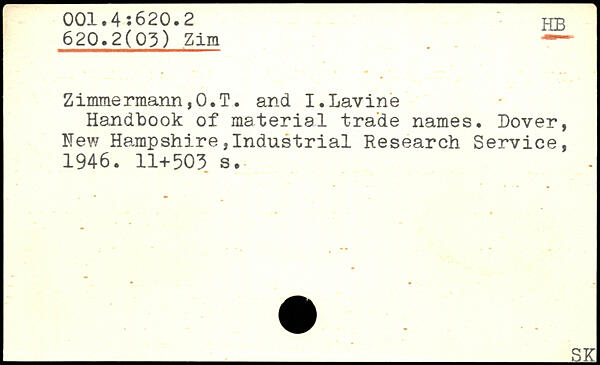 001.4:620.2
620.2(03) Zim
HB
Zimmermann,O.T. and I.Lavine
Handbook of material trade names. Dover,
New Hampshire,Industrial Research Service,
1946. 11+503 s.
SK